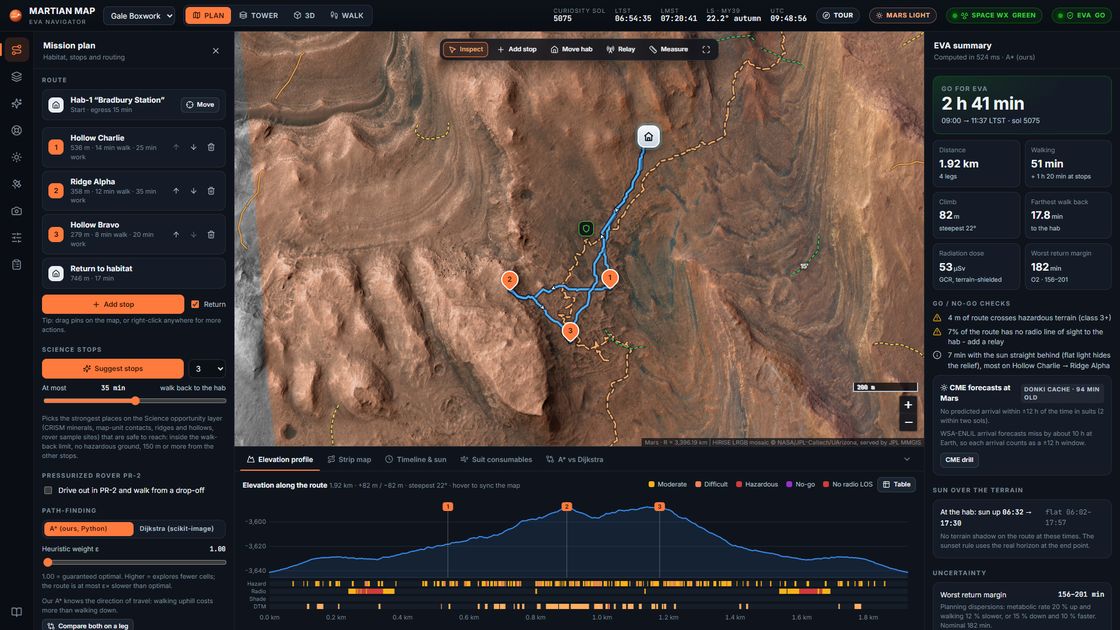 MARTIAN MAP
EVA NAVIGATOR
Gale Boxwork
PLAN
TOWER
3D
WALK
CURIOSITY SOL
5075
LTST
06:54:35
LMST
07:20:41
LS · MY39
22.2° autumn
UTC
09:48:56
TOUR
MARS LIGHT
SPACE WX GREEN
EVA GO
Mission plan
Habitat, stops and routing
ROUTE
Hab-1 “Bradbury Station”
Start · egress 15 min
Move
1
Hollow Charlie
536 m · 14 min walk · 25 min
work
2
Ridge Alpha
358 m · 12 min walk · 35 min
work
3
Hollow Bravo
279 m · 8 min walk · 20 min
work
Return to habitat
746 m · 17 min
+ Add stop
Return
Tip: drag pins on the map, or right-click anywhere for more
actions.
SCIENCE STOPS
Suggest stops
3
At most 35 min walk back to the hab
Picks the strongest places on the Science opportunity layer
(CRISM minerals, map-unit contacts, ridges and hollows,
rover sample sites) that are safe to reach: inside the walk-
back limit, no hazardous ground, 150 m or more from the
other stops.
PRESSURIZED ROVER PR-2
Drive out in PR-2 and walk from a drop-off
PATH-FINDING
A* (ours, Python)
Dijkstra (scikit-image)
Heuristic weight ε 1.00
1.00 = guaranteed optimal. Higher = explores fewer cells;
the route is at most ε× slower than optimal.
Our A* knows the direction of travel: walking uphill costs
more than walking down.
Compare both on a leg
Inspect
+ Add stop
Move hab
Relay
Measure
2
1
3
200 m
+
−
Mars · R = 3,396.19 km | HiRISE LRGB mosaic © NASA/JPL-Caltech/UArizona, served by JPL MMGIS
Elevation profile
Strip map
Timeline & sun
Suit consumables
A* vs Dijkstra
Elevation along the route 1.92 km · +82 m / −82 m · steepest 22° · hover to sync the map
Moderate
Difficult
Hazardous
No-go
No radio LOS
Table
1
2
3
−3,600
−3,620
−3,640
Hazard
Radio
Shade
DTM
0.0 km
0.2 km
0.4 km
0.6 km
0.8 km
1.0 km
1.2 km
1.4 km
1.6 km
1.8 km
EVA summary
Computed in 524 ms · A* (ours)
GO FOR EVA
2 h 41 min
09:00 → 11:37 LTST · sol 5075
Distance
1.92 km
4 legs
Walking
51 min
+ 1 h 20 min at stops
Climb
82 m
steepest 22°
Farthest walk back
17.8 min
to the hab
Radiation dose
53 µSv
GCR, terrain-shielded
Worst return margin
182 min
O2 · 156–201
GO / NO-GO CHECKS
4 m of route crosses hazardous terrain (class 3+)
7% of the route has no radio line of sight to the
hab - add a relay
7 min with the sun straight behind (flat light hides
the relief), most on Hollow Charlie → Ridge Alpha
CME forecasts at
Mars
DONKI CACHE · 94 MIN
OLD
No predicted arrival within ±12 h of the time in suits (2
within two sols).
WSA-ENLIL arrival forecasts miss by about 10 h at
Earth, so each arrival counts as a ±12 h window.
CME drill
SUN OVER THE TERRAIN
At the hab: sun up 06:32 →
17:30
flat 06:02–
17:57
No terrain shadow on the route at these times. The
sunset rule uses the real horizon at the end point.
UNCERTAINTY
Worst return margin 156–201 min
Planning dispersions: metabolic rate 20 % up and
walking 12 % slower, or 15 % down and 10 % faster.
Nominal 182 min.